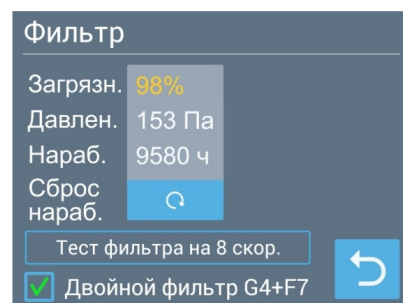 Фильтр
Загрязн. 98%
Давлен. 153 Па
Нараб. 9580 ч
Сброс
нараб.
Тест фильтра на 8 скор.
Двойной фильтр G4+F7